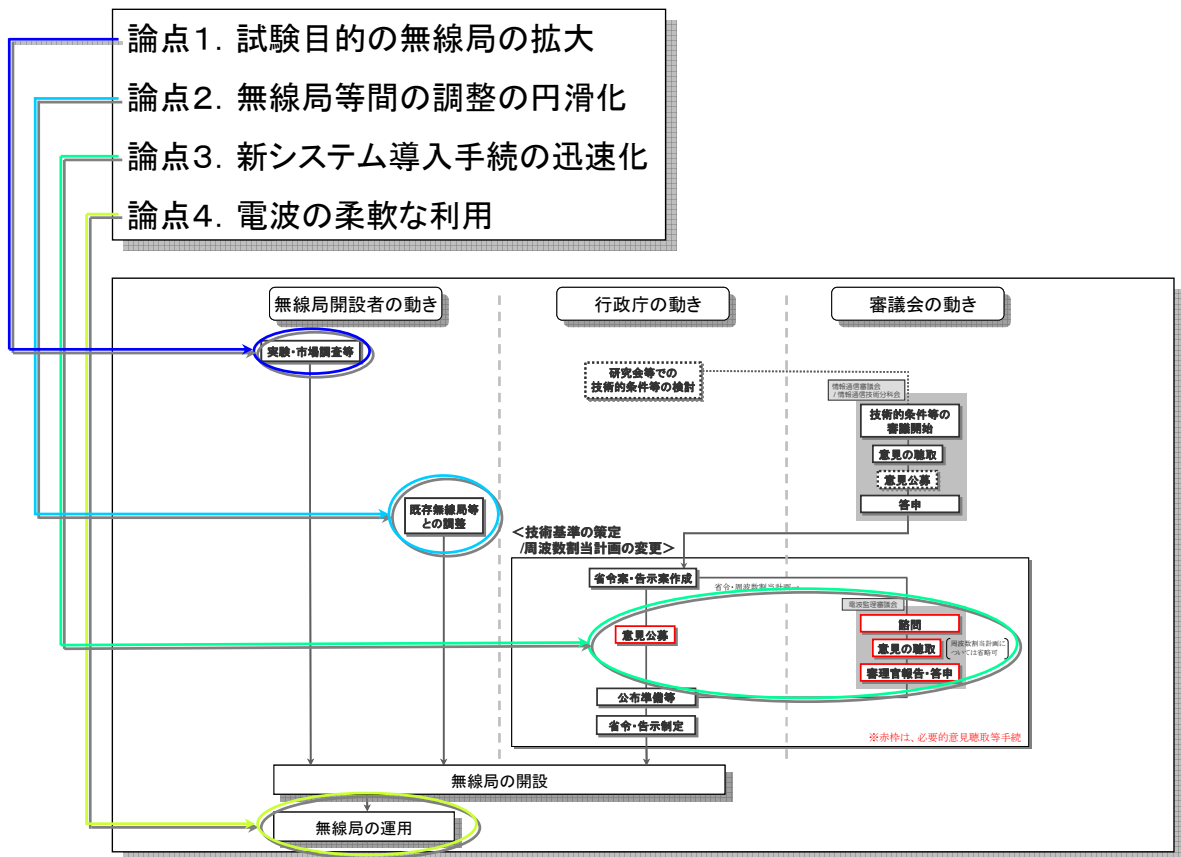 論点1. 試験目的の無線局の拡大
論点2. 無線局等間の調整の円滑化
論点3. 新システム導入手続の迅速化
論点4. 電波の柔軟な利用
無線局開設者の動き
行政庁の動き
審議会の動き
実験・市場調査等
研究会等での
技術的条件等の検討
情報通信審議会
/情報通信技術分科会
技術的条件等の
審議開始
意見の聴取
意見公募
答申
既存無線局等
との調整
<技術基準の策定
/周波数割当計画の変更>
省令案・告示案作成
省令・周波数割当計画
電波監理審議会
諮問
意見公募
意見の聴取
周波数割当計画に
ついては省略可
審理官報告・答申
公布準備等
省令・告示制定
※赤枠は、必要的意見聴取等手続
無線局の開設
無線局の運用